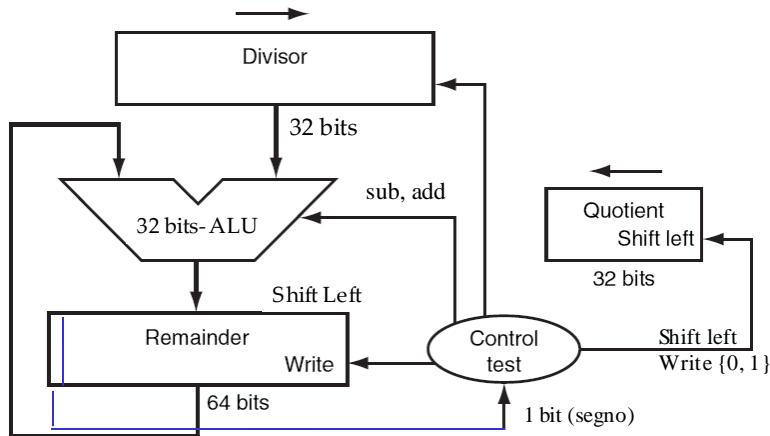 Divisor
32 bits
sub, add
32 bits-ALU
Quotient
Shift left
32 bits
Shift Left
Remainder
Write
Control
test
Shift left
Write {0, 1}
64 bits
1 bit (segno)